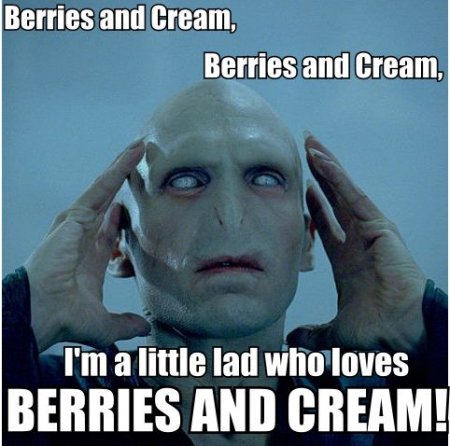 Berries and Cream,
Berries and Cream,
I'm a little lad who loves
BERRIES AND CREAM!